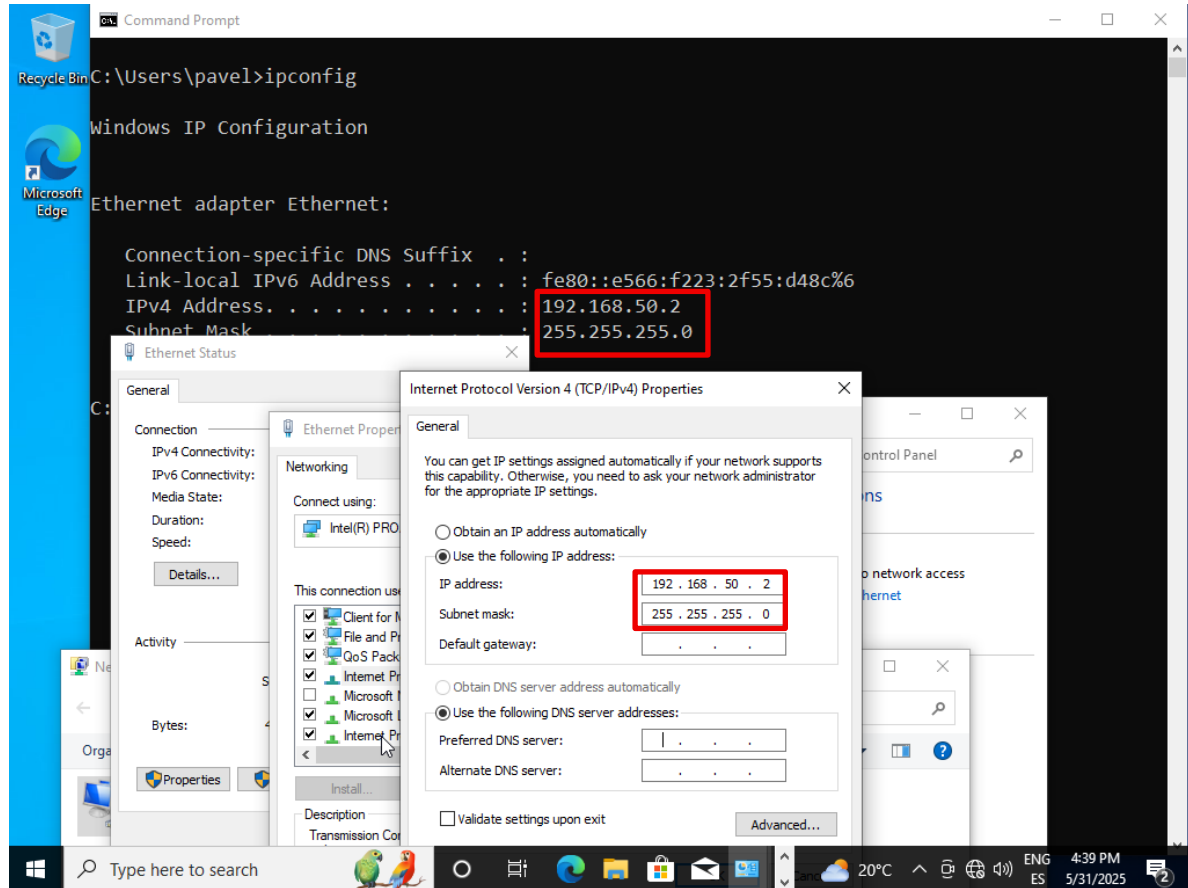 Command Prompt
Recycle Bin
Microsoft
Edge
C:\Users\pavel>ipconfig
Windows IP Configuration
Ethernet adapter Ethernet:
Connection-specific DNS Suffix . :
Link-local IPv6 Address . . . . . : fe80::e566:f223:2f55:d48c%6
IPv4 Address. . . . . . . . . . . : 192.168.50.2
Subnet Mask . . . . . . . . . . . : 255.255.255.0
C:
Ethernet Status
General
Connection
IPv4 Connectivity:
IPv6 Connectivity:
Media State:
Duration:
Speed:
Details...
Activity
S
Bytes:
Properties
Ethernet Proper
Networking
Connect using:
Intel(R) PRO
This connection use
Client for M
File and Pr
QoS Pack
Internet Pr
Microsoft N
Microsoft L
Internet Pr
Install...
Description
Transmission Con
Internet Protocol Version 4 (TCP/IPv4) Properties
General
You can get IP settings assigned automatically if your network supports
this capability. Otherwise, you need to ask your network administrator
for the appropriate IP settings.
Obtain an IP address automatically
Use the following IP address:
IP address: 192 . 168 . 50 . 2
Subnet mask: 255 . 255 . 255 . 0
Default gateway: . . .
Obtain DNS server address automatically
Use the following DNS server addresses:
Preferred DNS server: . . .
Alternate DNS server: . . .
Validate settings upon exit
Advanced...
ontrol Panel
ns
o network access
hernet
Ne
Orga
Type here to search
20°C
ENG
ES
4:39 PM
5/31/2025
2